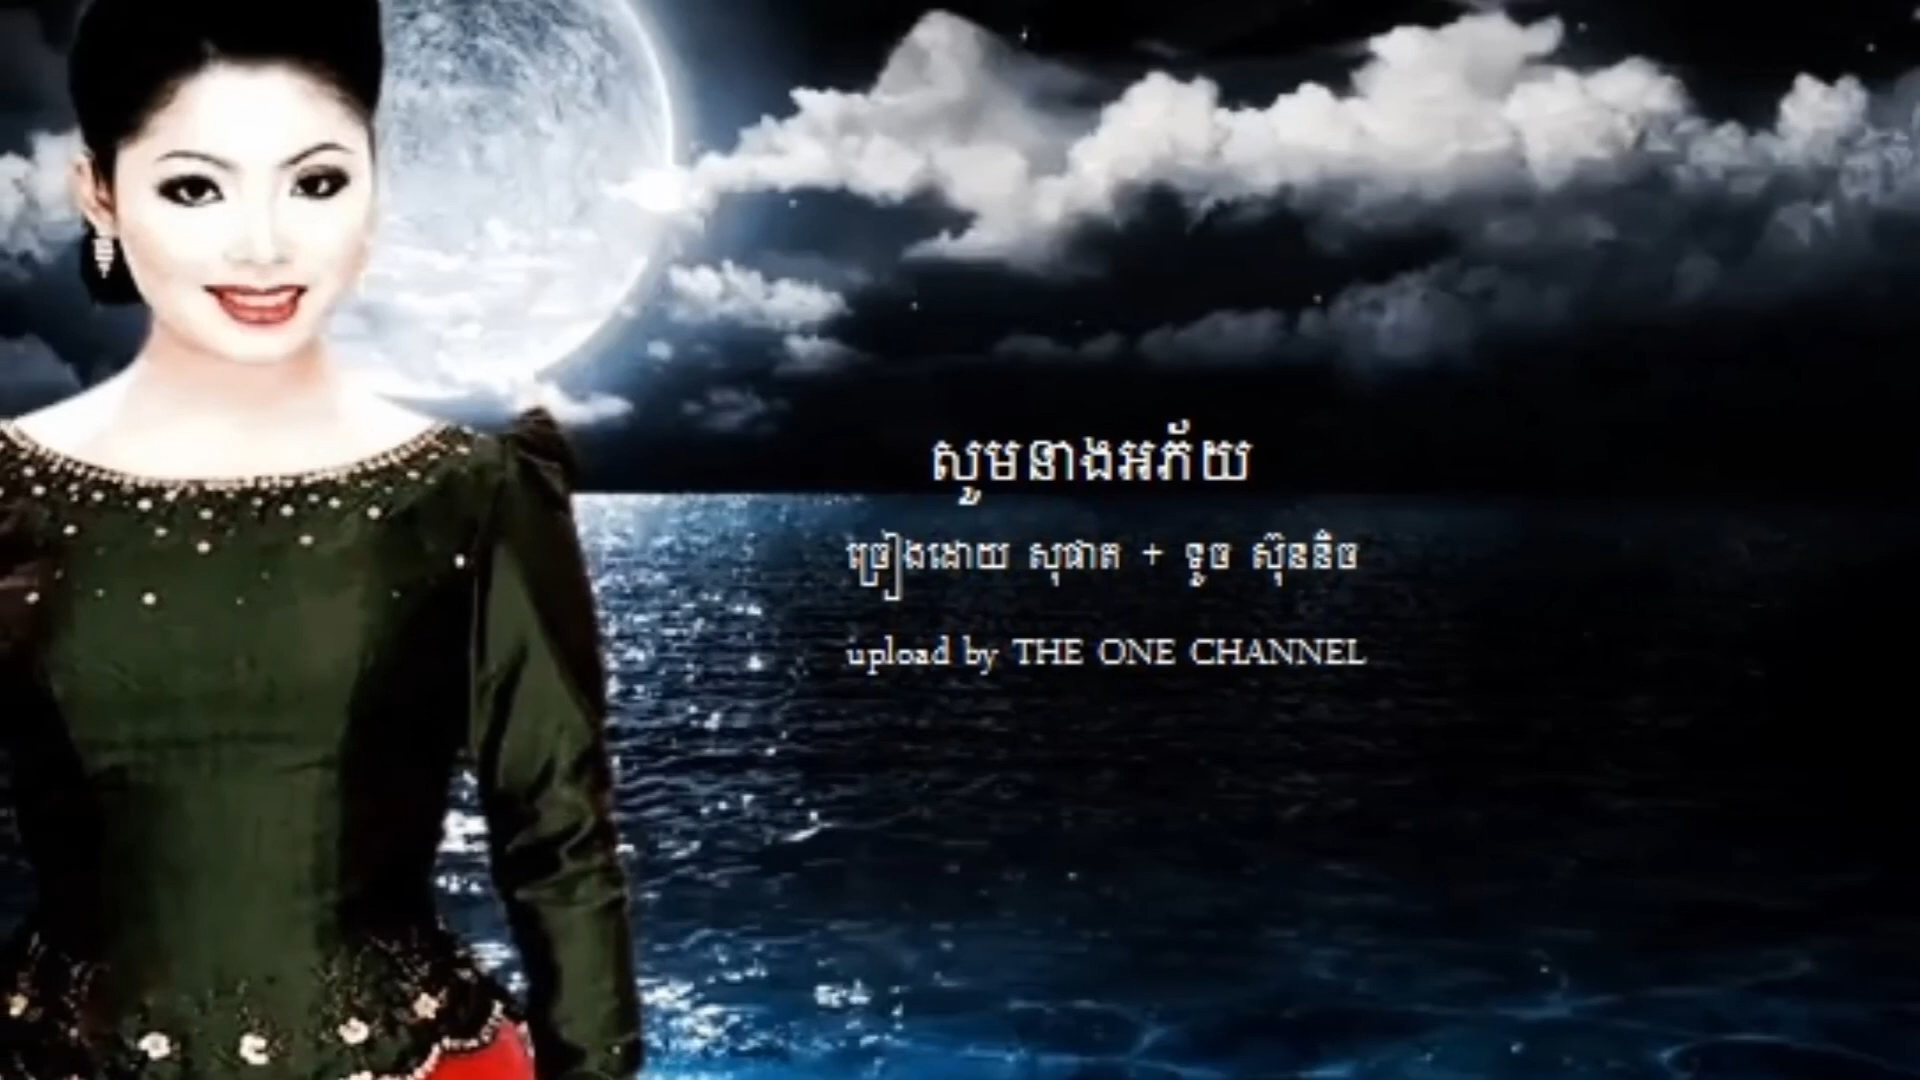 សូមនាងអភ័យ
ច្រៀងដោយ សុផាត + ទូច ស៊ុននិច
upload by THE ONE CHANNEL